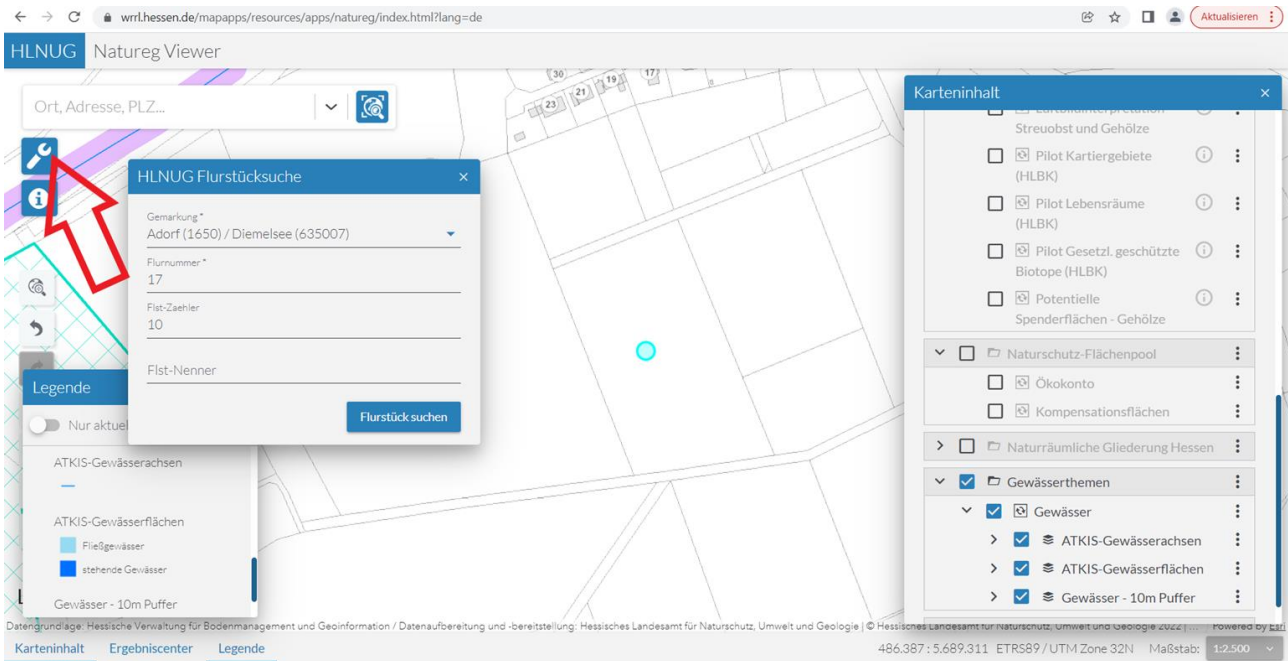 wrrl.hessen.de/mapapps/resources/apps/natureg/index.html?lang=de
Aktualisieren
HLNUG Natureg Viewer
Ort, Adresse, PLZ...
30
17
19
21
23
HLNUG Flurstücksuche
Gemarkung *
Adorf (1650) / Diemelsee (635007)
Flurnummer *
17
Flst-Zaehler
10
Flst-Nenner
Flurstück suchen
Legende
Nur aktuel
ATKIS-Gewässerachsen
ATKIS-Gewässerflächen
Fließgewässer
stehende Gewässer
Gewässer - 10m Puffer
Karteninhalt
Luftbildinterpretation
Streuobst und Gehölze
Pilot Kartiergebiete
(HLBK)
Pilot Lebensräume
(HLBK)
Pilot Gesetzl. geschützte
Biotope (HLBK)
Potentielle
Spenderflächen - Gehölze
Naturschutz-Flächenpool
Ökokonto
Kompensationsflächen
Naturräumliche Gliederung Hessen
Gewässerthemen
Gewässer
ATKIS-Gewässerachsen
ATKIS-Gewässerflächen
Gewässer - 10m Puffer
Datengrundlage: Hessische Verwaltung für Bodenmanagement und Geoinformation / Datenaufbereitung und -bereitstellung: Hessisches Landesamt für Naturschutz, Umwelt und Geologie | © Hessisches Landesamt für Naturschutz, Umwelt und Geologie 2022 | ... Powered by Esri
Karteninhalt Ergebniscenter Legende 486.387 : 5.689.311 ETRS89 / UTM Zone 32N Maßstab: 1:2.500